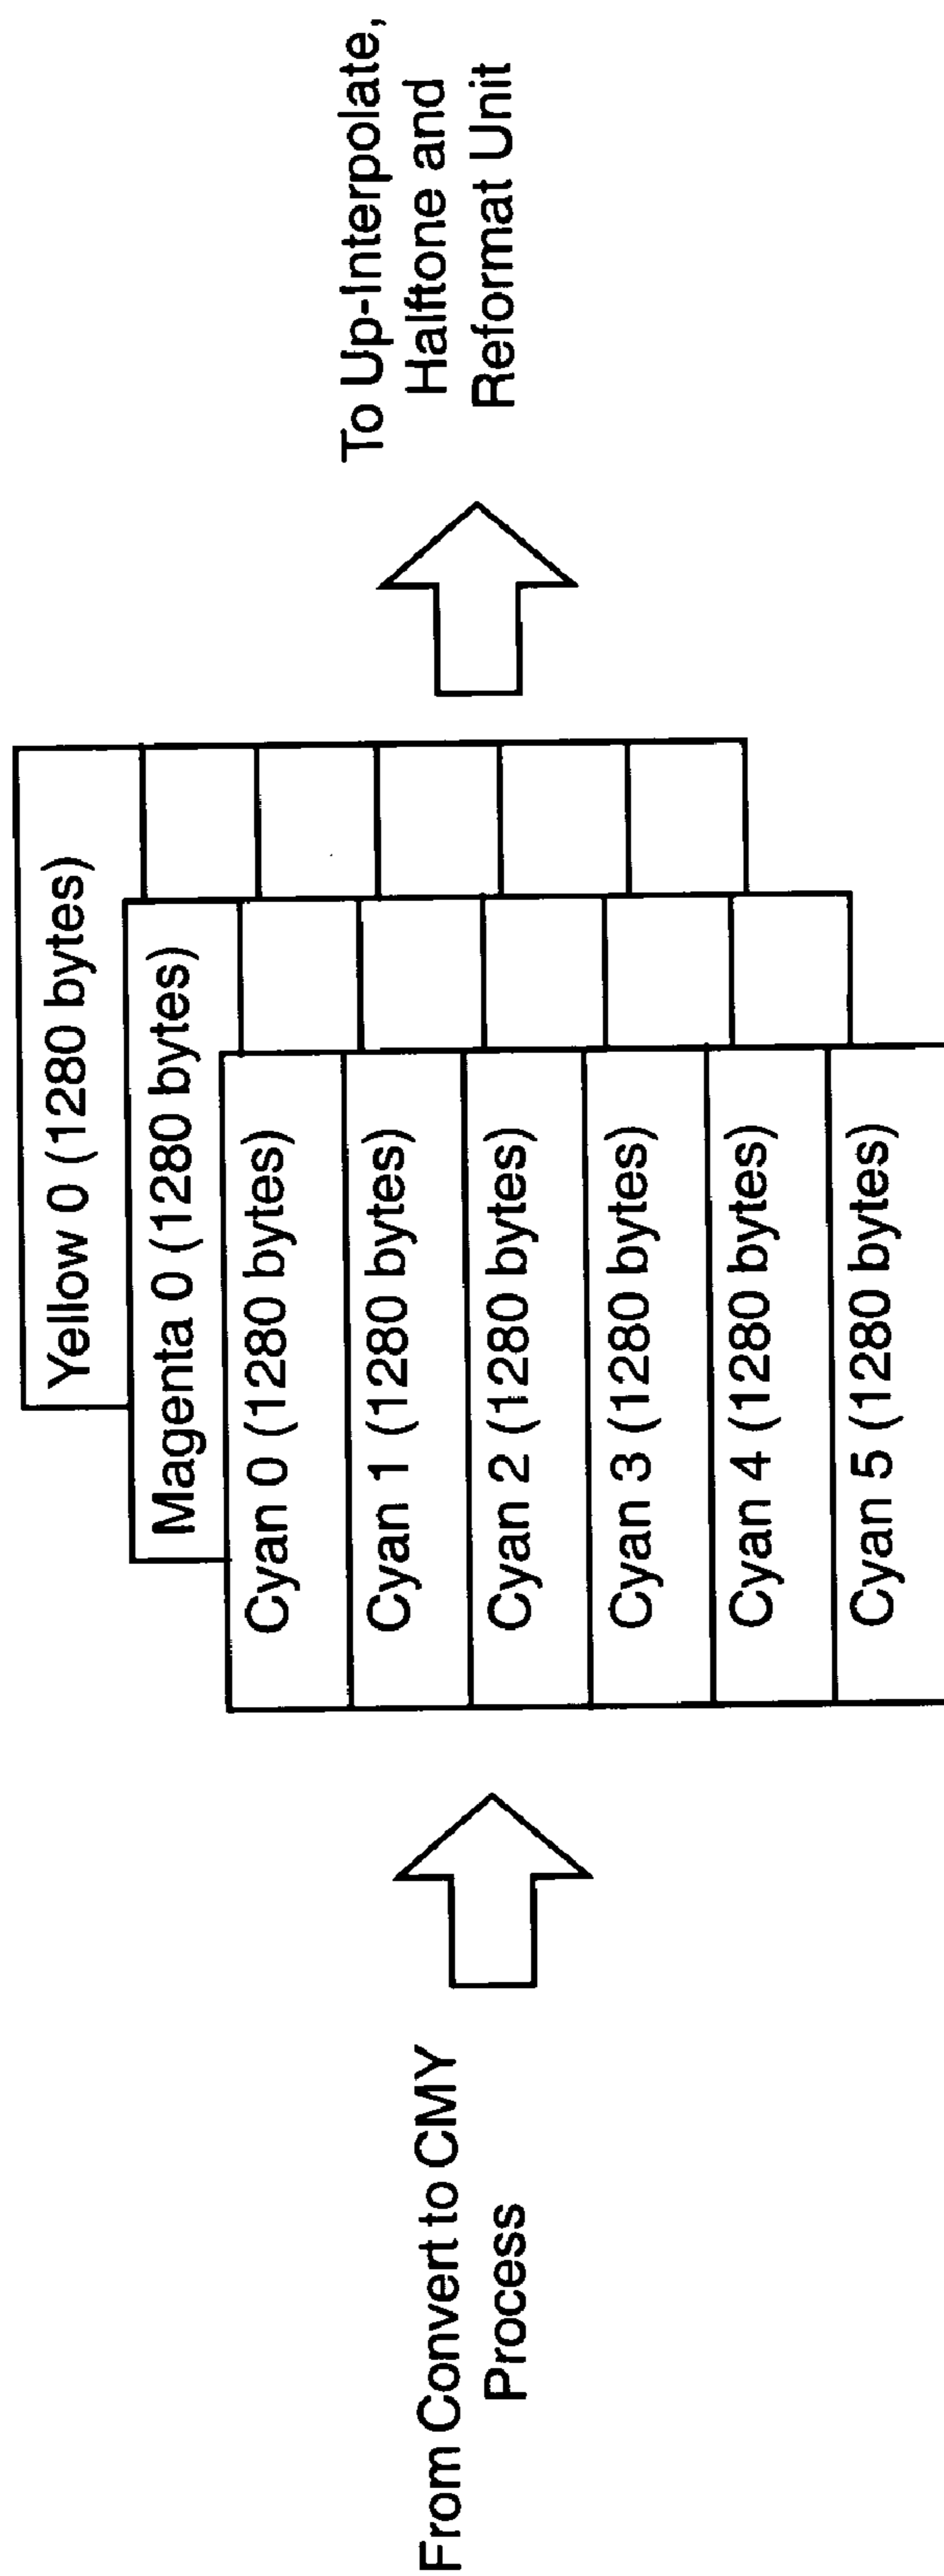 From Convert to CMY
Process
Yellow 0 (1280 bytes)
Magenta 0 (1280 bytes)
Cyan 0 (1280 bytes)
Cyan 1 (1280 bytes)
Cyan 2 (1280 bytes)
Cyan 3 (1280 bytes)
Cyan 4 (1280 bytes)
Cyan 5 (1280 bytes)
To Up-Interpolate,
Halftone and
Reformat Unit